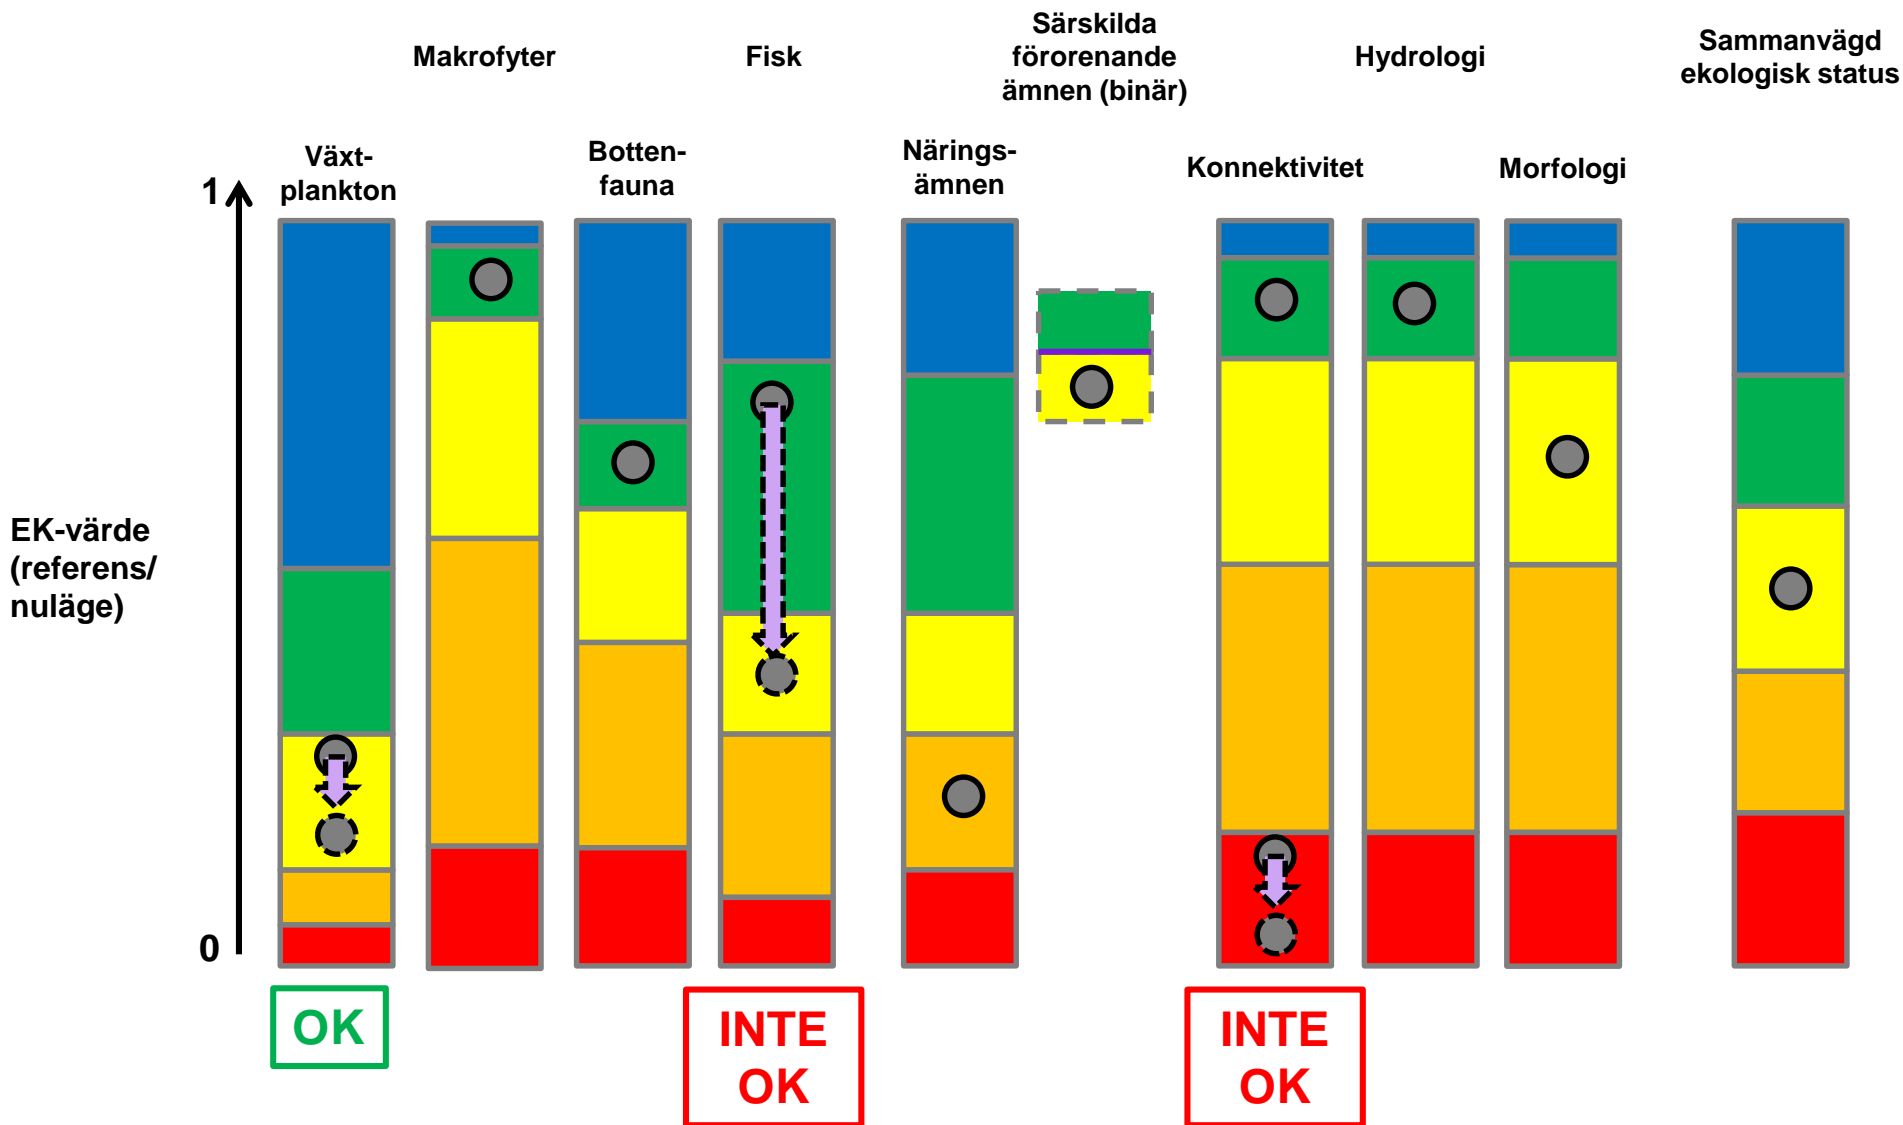 Särskilda
förorenande
ämnen (binär)
Makrofyter
Fisk
Hydrologi
Sammanvägd
ekologisk status
Växt-
plankton
Botten-
fauna
Närings-
ämnen
Konnektivitet
Morfologi
1
EK-värde
(referens/
nuläge)
0
OK
INTE
OK
INTE
OK